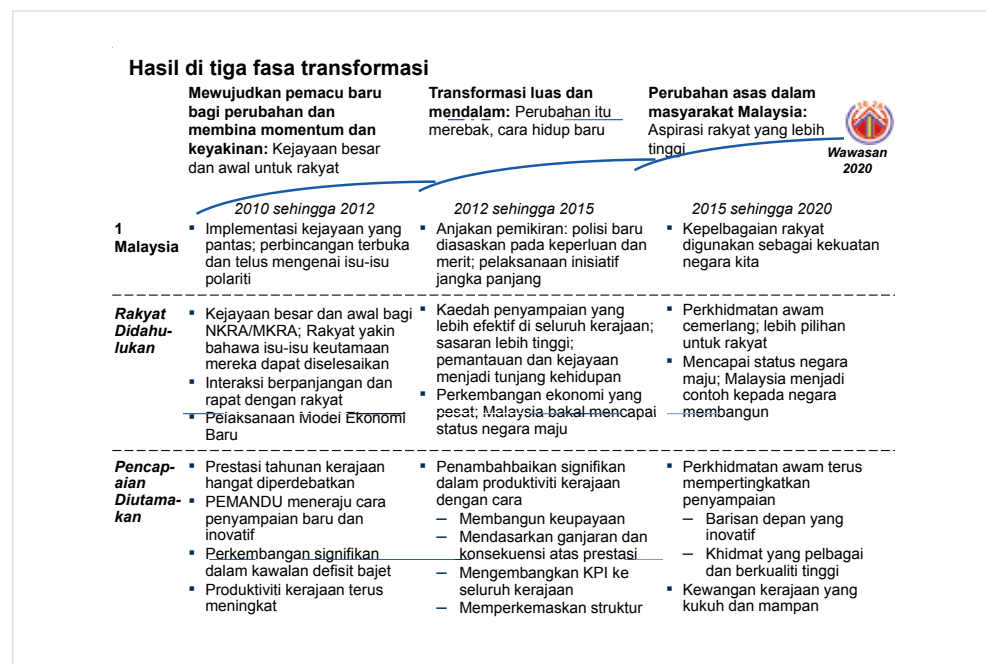 Hasil di tiga fasa transformasi
Mewujudkan pemacu baru
bagi perubahan dan
membina momentum dan
keyakinan: Kejayaan besar
dan awal untuk rakyat
Transformasi luas dan
mendalam: Perubahan itu
merebak, cara hidup baru
Perubahan asas dalam
masyarakat Malaysia:
Aspirasi rakyat yang lebih
tinggi
Wawasan
2020
2010 sehingga 2012
2012 sehingga 2015
2015 sehingga 2020
1
Malaysia
▪ Implementasi kejayaan yang
pantas; perbincangan terbuka
dan telus mengenai isu-isu
polariti
▪ Anjakan pemikiran: polisi baru
diasaskan pada keperluan dan
merit; pelaksanaan inisiatif
jangka panjang
▪ Kepelbagaian rakyat
digunakan sebagai kekuatan
negara kita
Rakyat
Didahu-
lukan
▪ Kejayaan besar dan awal bagi
NKRA/MKRA; Rakyat yakin
bahawa isu-isu keutamaan
mereka dapat diselesaikan
▪ Interaksi berpanjangan dan
rapat dengan rakyat
▪ Pelaksanaan Model Ekonomi
Baru
▪ Kaedah penyampaian yang
lebih efektif di seluruh kerajaan;
sasaran lebih tinggi;
pemantauan dan kejayaan
menjadi tunjang kehidupan
▪ Perkembangan ekonomi yang
pesat; Malaysia bakal mencapai
status negara maju
▪ Perkhidmatan awam
cemerlang; lebih pilihan
untuk rakyat
▪ Mencapai status negara
maju; Malaysia menjadi
contoh kepada negara
membangun
Pencap-
aian
Diutama-
kan
▪ Prestasi tahunan kerajaan
hangat diperdebatkan
▪ PEMANDU meneraju cara
penyampaian baru dan
inovatif
▪ Perkembangan signifikan
dalam kawalan defisit bajet
▪ Produktiviti kerajaan terus
meningkat
▪ Penambahbaikan signifikan
dalam produktiviti kerajaan
dengan cara
– Membangun keupayaan
– Mendasarkan ganjaran dan
konsekuensi atas prestasi
– Mengembangkan KPI ke
seluruh kerajaan
– Memperkemaskan struktur
▪ Perkhidmatan awam terus
mempertingkatkan
penyampaian
– Barisan depan yang
inovatif
– Khidmat yang pelbagai
dan berkualiti tinggi
▪ Kewangan kerajaan yang
kukuh dan mampan